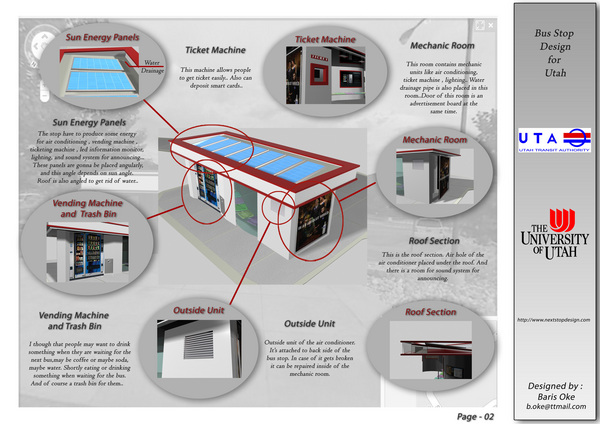 Sun Energy Panels
Water
Drainage
Ticket Machine
This machine allows people
to get ticket easily.. Also can
deposit smart cards..
Ticket Machine
Mechanic Room
This room contains mechanic
units like air conditioning,
ticket machine , lighting.. Water
drainage pipe is also placed in this
room..Door of this room is an
advertisement board at the
same time.
Sun Energy Panels
The stop have to produse some energy
for air conditioning , vending machine ,
ticketing machine , led information monitor,
lighting, and sound system for announcing...
These panels are gonna be placed angularly,
and this angle depends on sun angle.
Roof is also angled to get rid of water..
Mechanic Room
Vending Machine
and Trash Bin
Roof Section
This is the roof section. Air hole of the
air conditioner placed under the roof. And
there is a room for sound system for
announcing.
Vending Machine
and Trash Bin
I though that people may want to drink
something when they are waiting for the
next bus,may be coffee or maybe soda,
maybe water. Shortly eating or drinking
something when waiting for the bus.
And of course a trash bin for them..
Outside Unit
Outside Unit
Outside unit of the air conditioner.
It's attached to back side of the
bus stop. In case of it gets broken
it can be repaired inside of the
mechanic room.
Roof Section
Page - 02
Bus Stop
Design
for
Utah
UTA
UTAH TRANSIT AUTHORITY
THE
UNIVERSITY
OF UTAH
http://www.nextstopdesign.com
Designed by :
Baris Oke
b.oke@ttmail.com